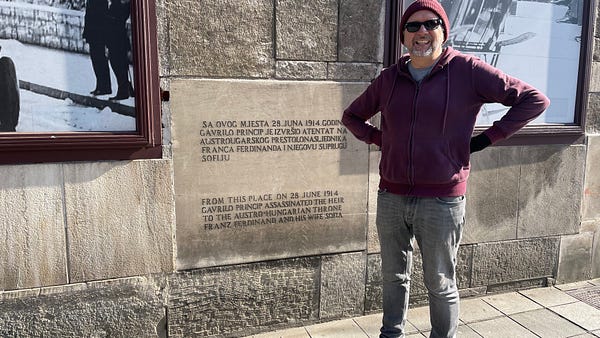 SA OVOG MJESTA 28. JUNA 1914. GODINE
GAVRILO PRINCIP JE IZVRŠIO ATENTAT NA
AUSTROUGARSKOG PRESTOLONASLJEDNIKA
FRANCA FERDINANDA I NJEGOVU SUPRUGU
SOFIJU
FROM THIS PLACE ON 28 JUNE 1914
GAVRILO PRINCIP ASSASSINATED THE HEIR
TO THE AUSTRO-HUNGARIAN THRONE
FRANZ FERDINAND AND HIS WIFE SOFIA